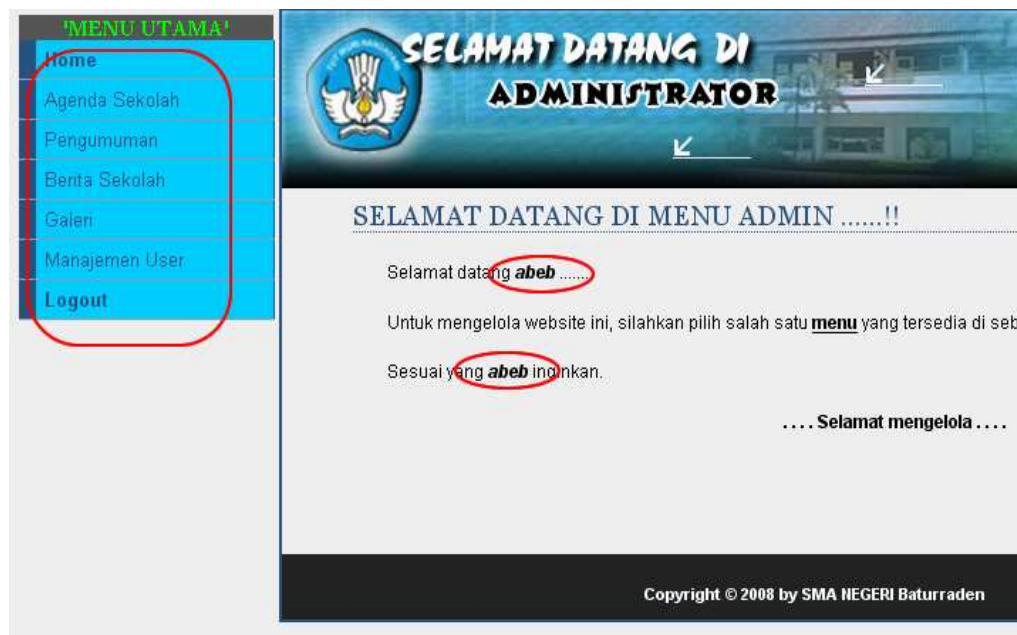 'MENU UTAMA'
Home
Agenda Sekolah
Pengumuman
Berita Sekolah
Galeri
Manajemen User
Logout
SELAMAT DATANG DI
ADMINISTRATOR
SELAMAT DATANG DI MENU ADMIN ......!!
Selamat datang abeb ........
Untuk mengelola website ini, silahkan pilih salah satu menu yang tersedia di seb
Sesuai yang abeb inginkan.
. . . . Selamat mengelola . . . .
Copyright © 2008 by SMA NEGERI Baturraden